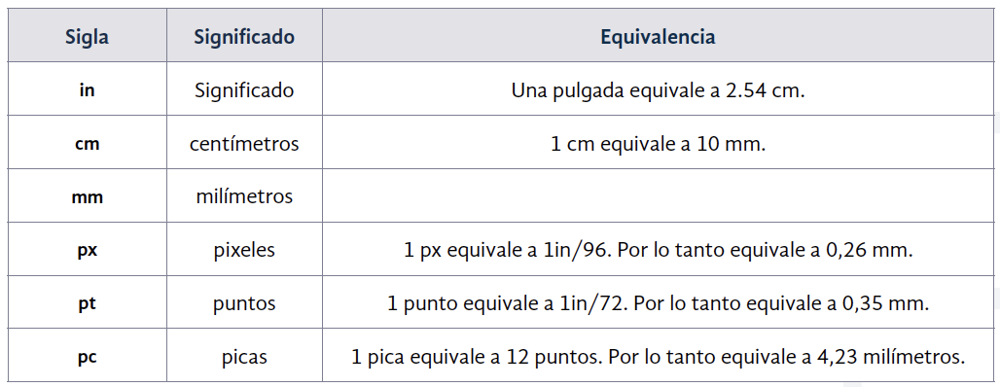 Sigla Significado Equivalencia
in Significado Una pulgada equivale a 2.54 cm.
cm centímetros 1 cm equivale a 10 mm.
mm milímetros
px pixeles 1 px equivale a 1in/96. Por lo tanto equivale a 0,26 mm.
pt puntos 1 punto equivale a 1in/72. Por lo tanto equivale a 0,35 mm.
pc picas 1 pica equivale a 12 puntos. Por lo tanto equivale a 4,23 milímetros.